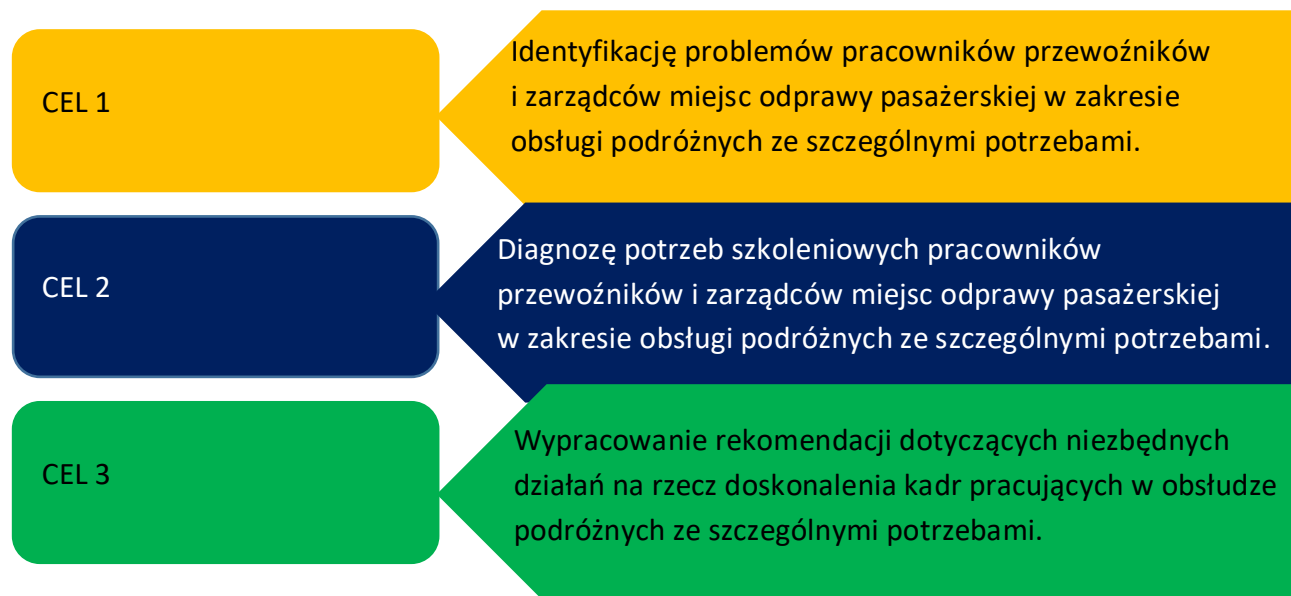 CEL 1
Identyfikację problemów pracowników przewoźników
i zarządców miejsc odprawy pasażerskiej w zakresie
obsługi podróżnych ze szczególnymi potrzebami.
CEL 2
Diagnozę potrzeb szkoleniowych pracowników
przewoźników i zarządców miejsc odprawy pasażerskiej
w zakresie obsługi podróżnych ze szczególnymi potrzebami.
CEL 3
Wypracowanie rekomendacji dotyczących niezbędnych
działań na rzecz doskonalenia kadr pracujących w obsłudze
podróżnych ze szczególnymi potrzebami.